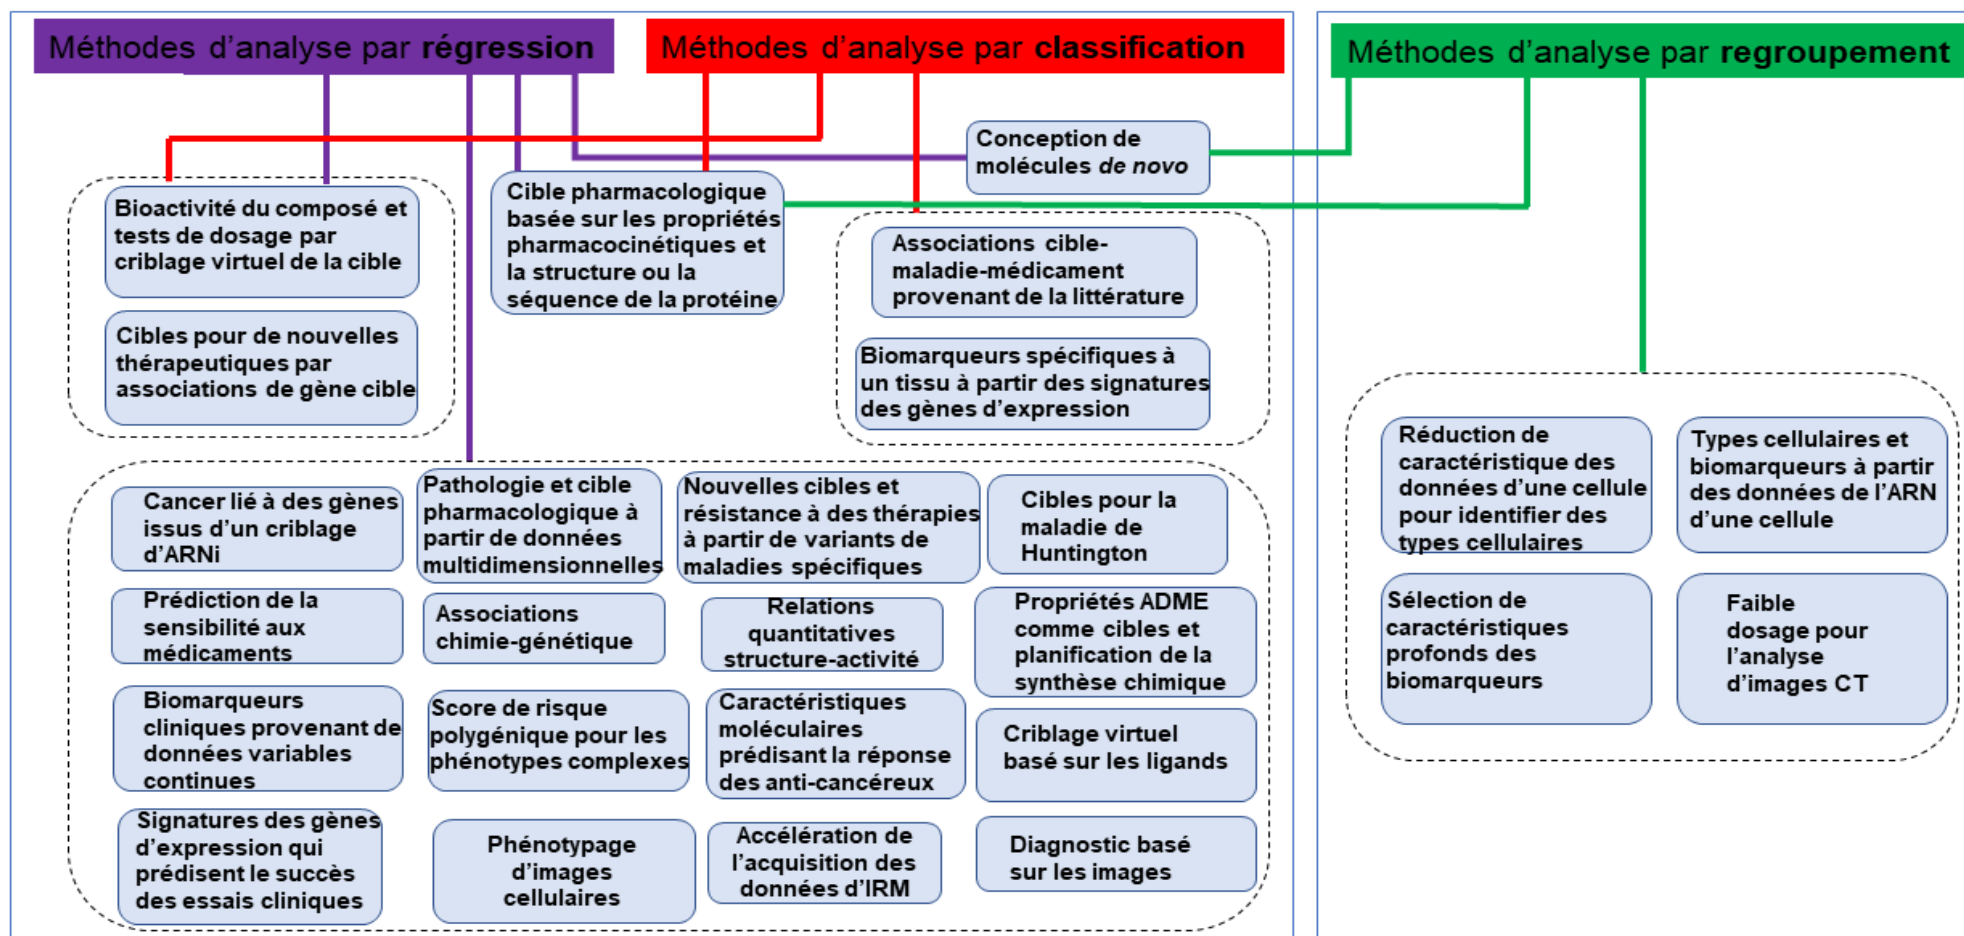 Méthodes d’analyse par régression
Méthodes d’analyse par classification
Méthodes d’analyse par regroupement
Conception de
molécules de novo
Bioactivité du composé et
tests de dosage par
criblage virtuel de la cible
Cibles pour de nouvelles
thérapeutiques par
associations de gène cible
Cible pharmacologique
basée sur les propriétés
pharmacocinétiques et
la structure ou la
séquence de la protéine
Associations cible-
maladie-médicament
provenant de la littérature
Biomarqueurs spécifiques à
un tissu à partir des signatures
des gènes d’expression
Cancer lié à des gènes
issus d’un criblage
d’ARNi
Pathologie et cible
pharmacologique à
partir de données
multidimensionnelles
Nouvelles cibles et
résistance à des thérapies
à partir de variants de
maladies spécifiques
Cibles pour la
maladie de
Huntington
Prédiction de la
sensibilité aux
médicaments
Associations
chimie-génétique
Relations
quantitatives
structure-activité
Propriétés ADME
comme cibles et
planification de la
synthèse chimique
Biomarqueurs
cliniques provenant de
données variables
continues
Score de risque
polygénique pour les
phénotypes complexes
Caractéristiques
moléculaires
prédisant la réponse
des anti-cancéreux
Criblage virtuel
basé sur les ligands
Signatures des gènes
d’expression qui
prédisent le succès
des essais cliniques
Phénotypage
d’images
cellulaires
Accélération de
l’acquisition des
données d’IRM
Diagnostic basé
sur les images
Réduction de
caractéristique des
données d’une cellule
pour identifier des
types cellulaires
Types cellulaires et
biomarqueurs à partir
des données de l’ARN
d’une cellule
Sélection de
caractéristiques
profonds des
biomarqueurs
Faible
dosage pour
l’analyse
d’images CT